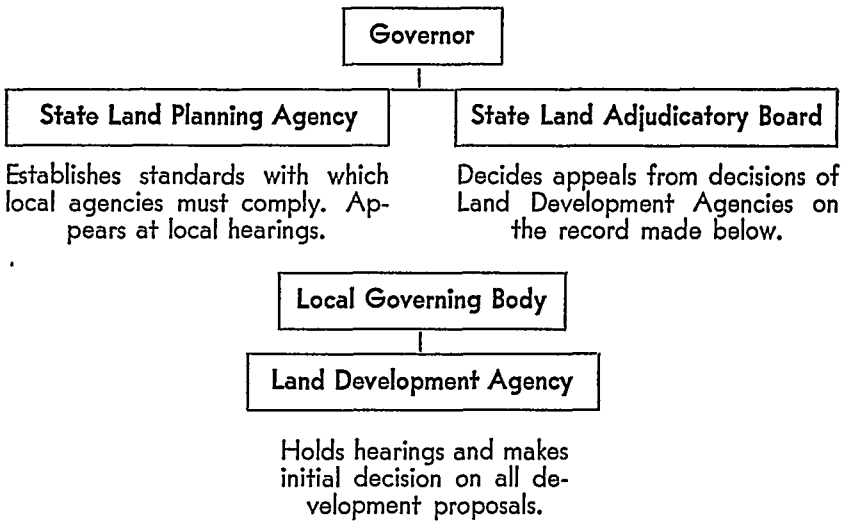 Governor
State Land Planning Agency
State Land Adjudicatory Board
Establishes standards with which
local agencies must comply. Ap-
pears at local hearings.
Decides appeals from decisions of
Land Development Agencies on
the record made below.
Local Governing Body
Land Development Agency
Holds hearings and makes
initial decision on all de-
velopment proposals.